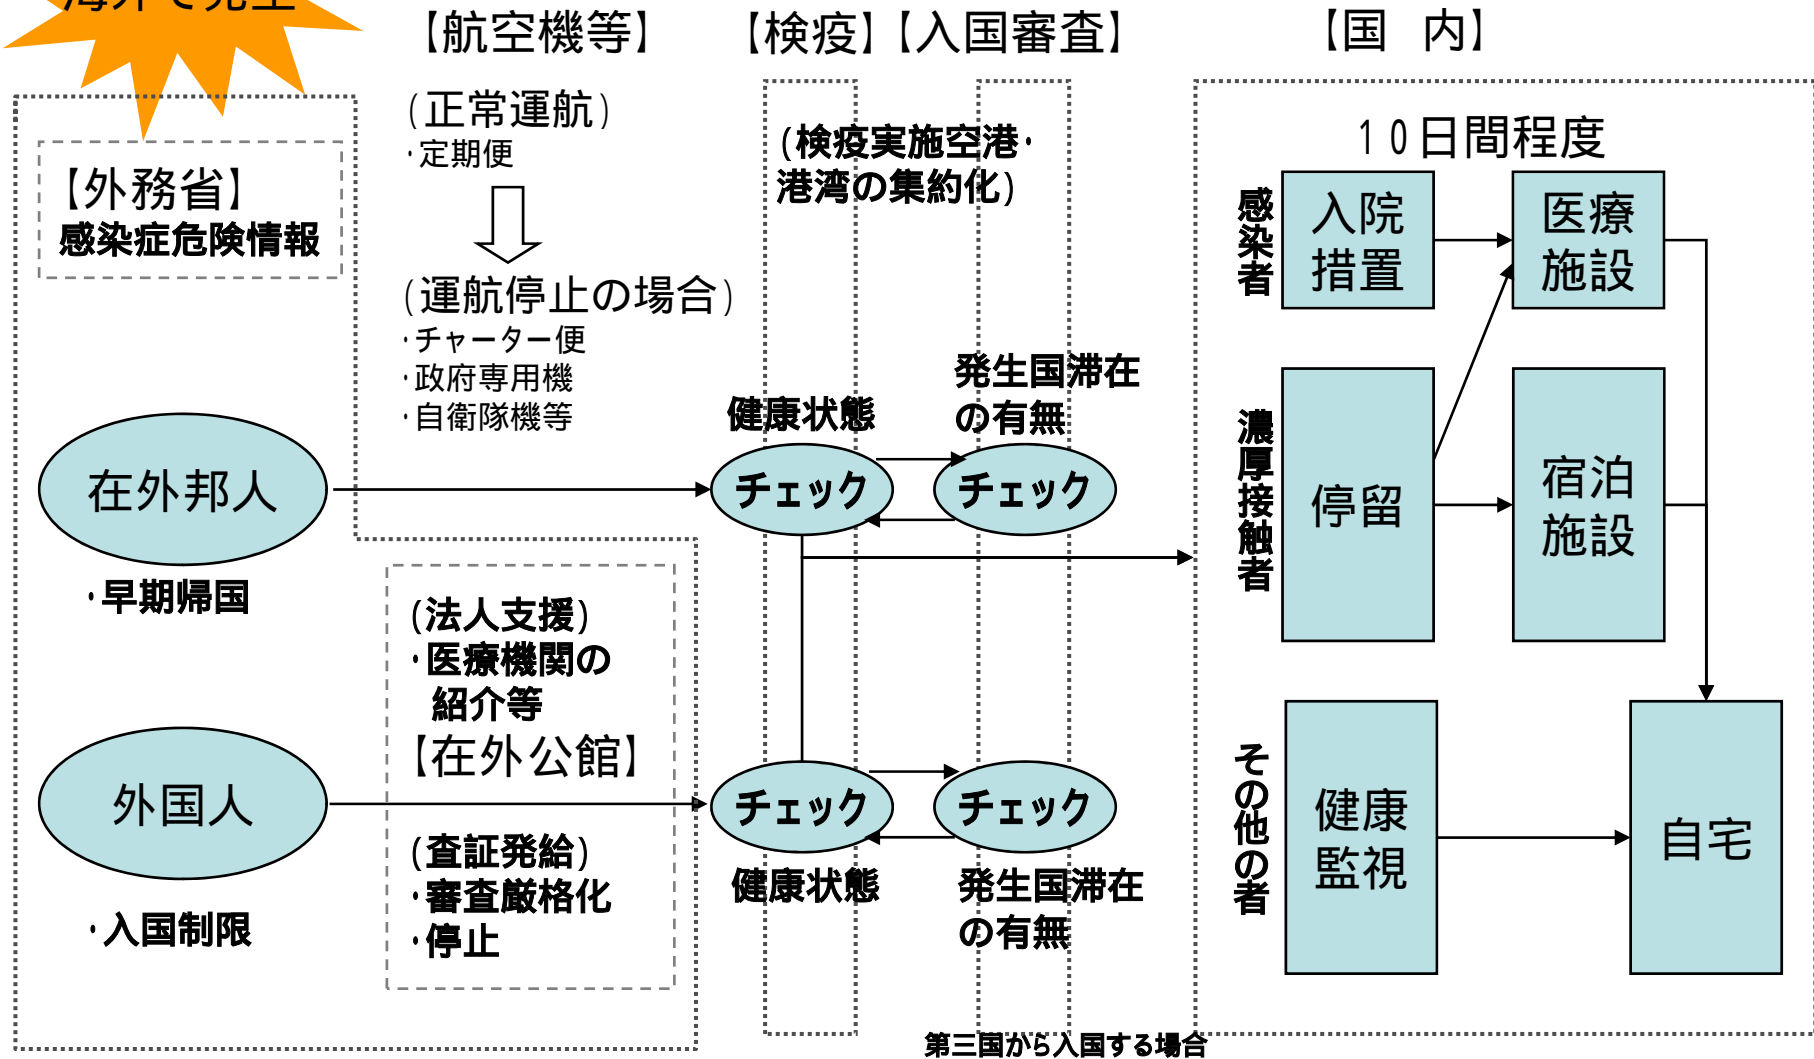 海外で発生
【航空機等】
【検疫】【入国審査】
【国　内】
(正常運航)
・定期便
(検疫実施空港・
港湾の集約化)
１０日間程度
【外務省】
感染症危険情報
(運航停止の場合)
・チャーター便
・政府専用機
・自衛隊機等
健康状態
発生国滞在
の有無
在外邦人
チェック
チェック
・早期帰国
(法人支援)
・医療機関の
紹介等
【在外公館】
外国人
チェック
チェック
(査証発給)
・審査厳格化
・停止
・入国制限
健康状態
発生国滞在
の有無
感染者
入院
措置
医療
施設
濃厚接触者
停留
宿泊
施設
その他の者
健康
監視
自宅
第三国から入国する場合